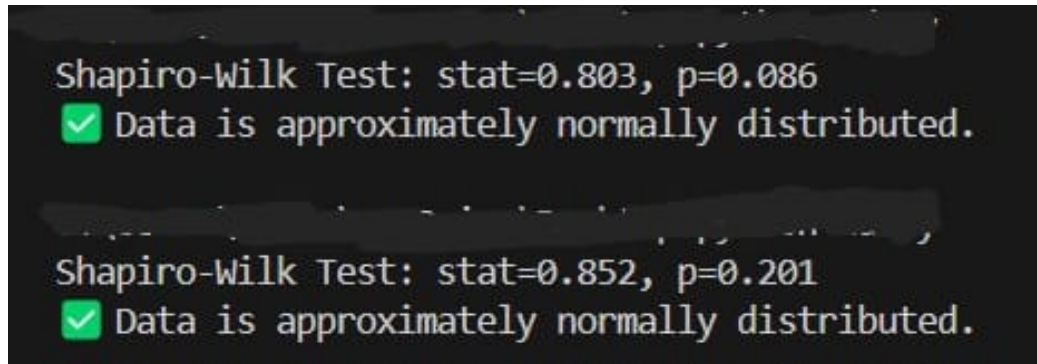 Shapiro-Wilk Test: stat=0.803, p=0.086
✅ Data is approximately normally distributed.
Shapiro-Wilk Test: stat=0.852, p=0.201
✅ Data is approximately normally distributed.